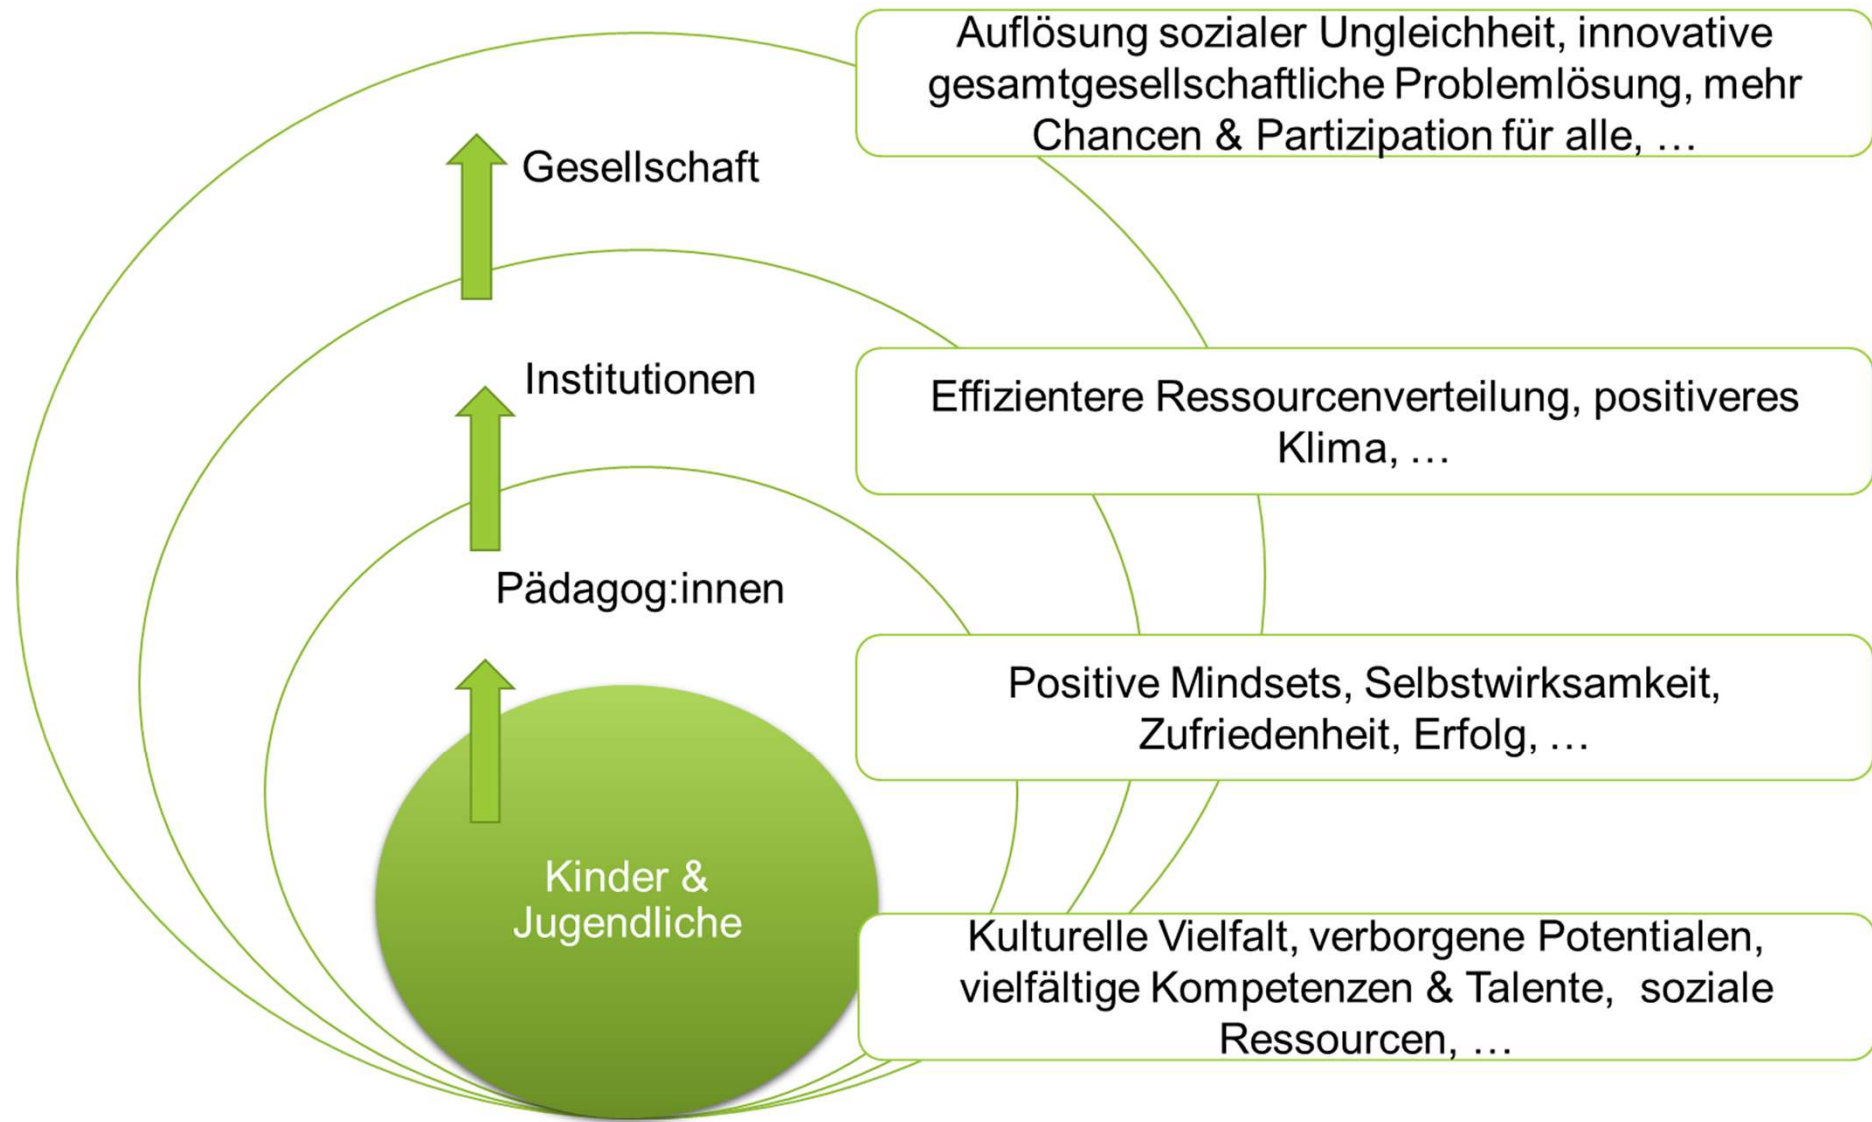 Auflösung sozialer Ungleichheit, innovative
gesamtgesellschaftliche Problemlösung, mehr
Chancen & Partizipation für alle, …
Gesellschaft
Institutionen
Effizientere Ressourcenverteilung, positiveres
Klima, …
Pädagog:innen
Positive Mindsets, Selbstwirksamkeit,
Zufriedenheit, Erfolg, …
Kinder &
Jugendliche
Kulturelle Vielfalt, verborgene Potentialen,
vielfältige Kompetenzen & Talente,  soziale
Ressourcen, …